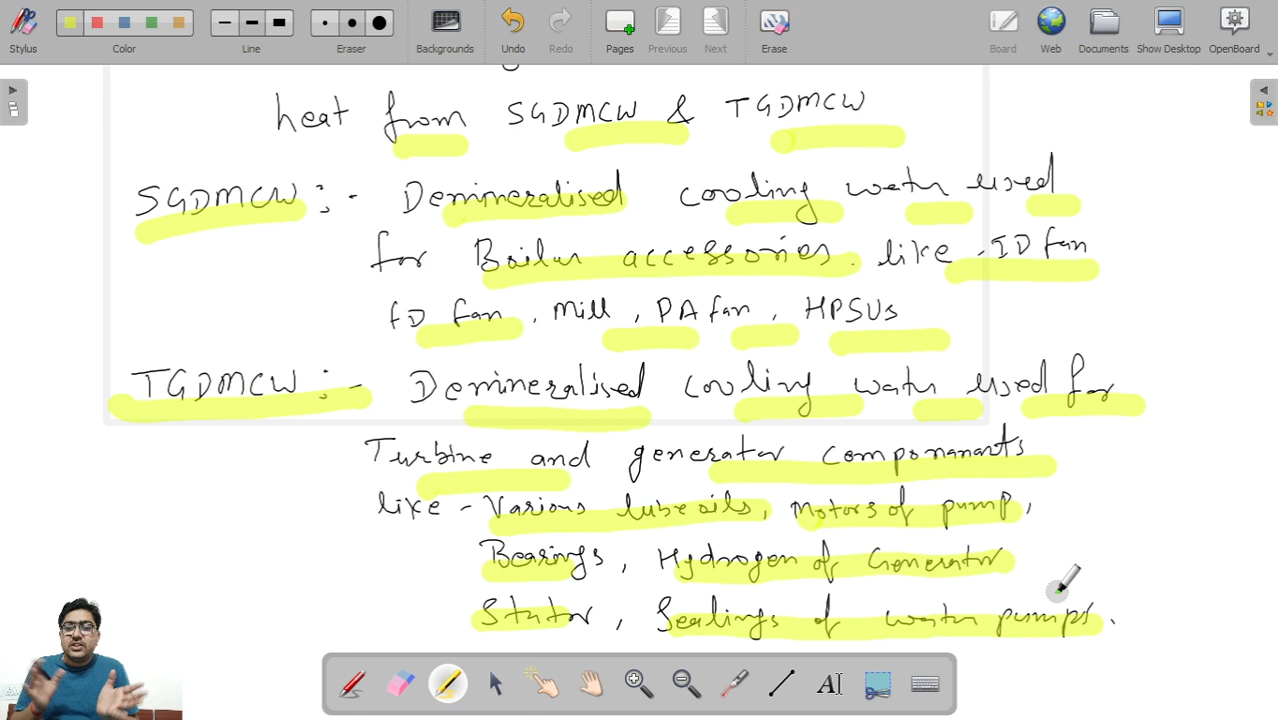 Stylus
Color
Line
Eraser
Backgrounds
Undo
Redo
Pages
Previous
Next
Erase
Board
Web
Documents
Show Desktop
OpenBoard
heat from SGDMCW & TGDMCW
SGDMCW :- Demineralised cooling water used
for Boiler accessories. like - ID fan
FD fan, Mill, PA fan, HPSUs
TGDMCW :- Demineralised cooling water used for
Turbine and generator componanants
like - Various lube oils, Motors of pump,
Bearings, Hydrogen of Generator
Stator, Sealings of water pumps.